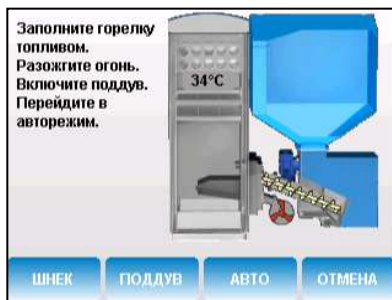 Заполните горелку
топливом.
Разожгите огонь.
Включите поддув.
Перейдите в
авторежим.
34°C
ШНЕК
ПОДДУВ
АВТО
ОТМЕНА